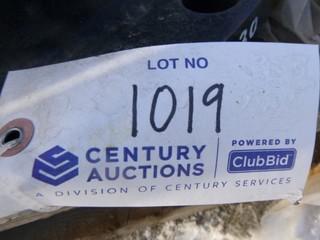 LOT NO
1019
CENTURY
AUCTIONS
POWERED BY
ClubBid
A DIVISION OF CENTURY SERVICES